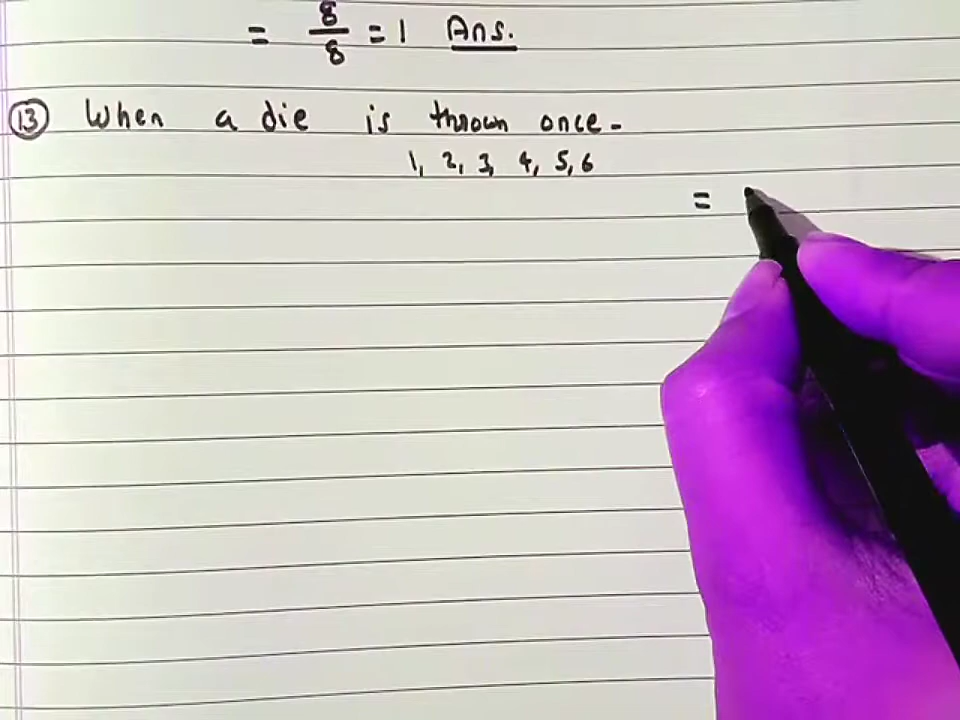 = 8/8 = 1 Ans.
13 When a die is thrown once-
1, 2, 3, 4, 5, 6
=